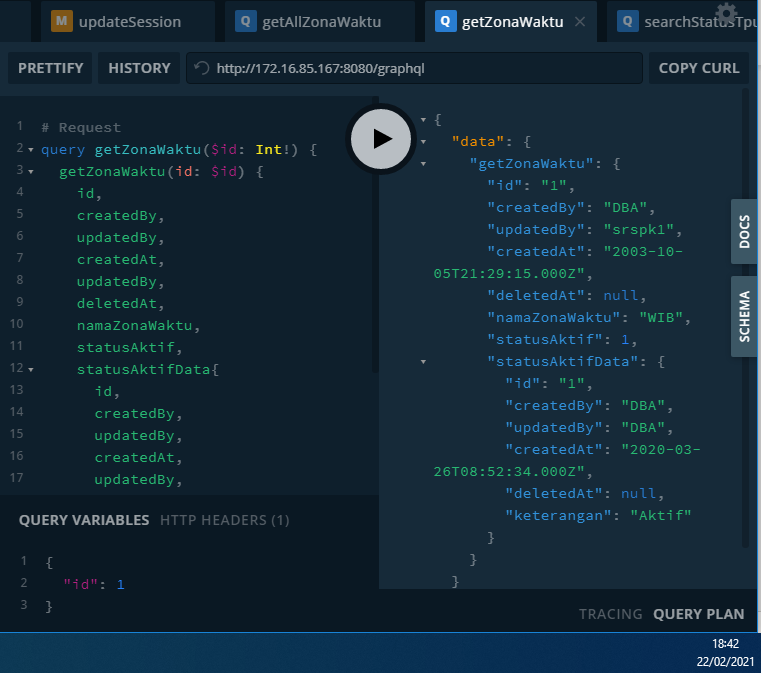 M updateSession
Q getAllZonaWaktu
Q getZonaWaktu
Q searchStatusTpu
PRETTIFY
HISTORY
http://172.16.85.167:8080/graphql
COPY CURL
1 # Request
2 query getZonaWaktu($id: Int!) {
3 getZonaWaktu(id: $id) {
4 id,
5 createdBy,
6 updatedBy,
7 createdAt,
8 updatedBy,
9 deletedAt,
10 namaZonaWaktu,
11 statusAktif,
12 statusAktifData{
13 id,
14 createdBy,
15 updatedBy,
16 createdAt,
17 updatedBy,
{
"data": {
"getZonaWaktu": {
"id": "1",
"createdBy": "DBA",
"updatedBy": "srspk1",
"createdAt": "2003-10-
05T21:29:15.000Z",
"deletedAt": null,
"namaZonaWaktu": "WIB",
"statusAktif": 1,
"statusAktifData": {
"id": "1",
"createdBy": "DBA",
"updatedBy": "DBA",
"createdAt": "2020-03-
26T08:52:34.000Z",
"deletedAt": null,
"keterangan": "Aktif"
}
}
}
DOCS
SCHEMA
QUERY VARIABLES HTTP HEADERS (1)
1 {
2 "id": 1
3 }
TRACING QUERY PLAN
18:42
22/02/2021